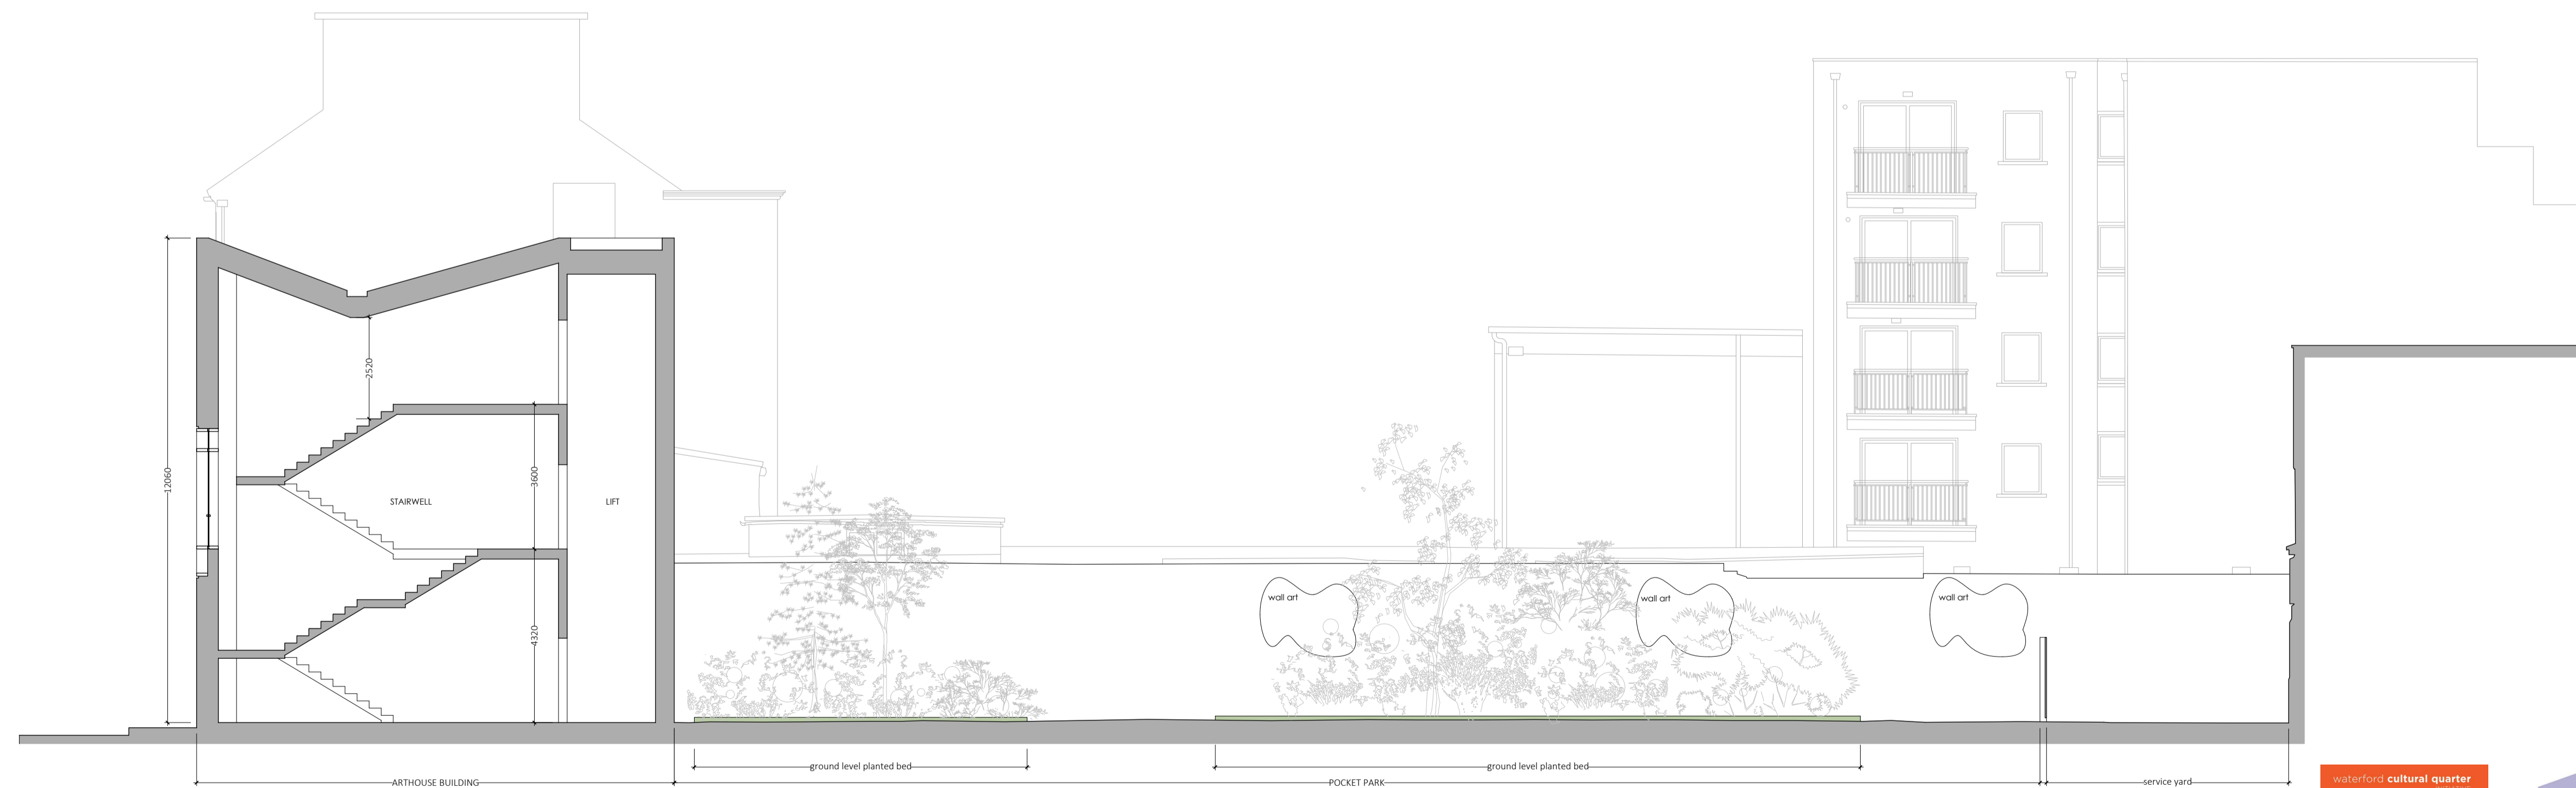 2520
12060
3600
STAIRWELL
LIFT
4320
wall art
wall art
wall art
ground level planted bed
ground level planted bed
ARTHOUSE BUILDING
POCKET PARK
service yard
waterford cultural quarter